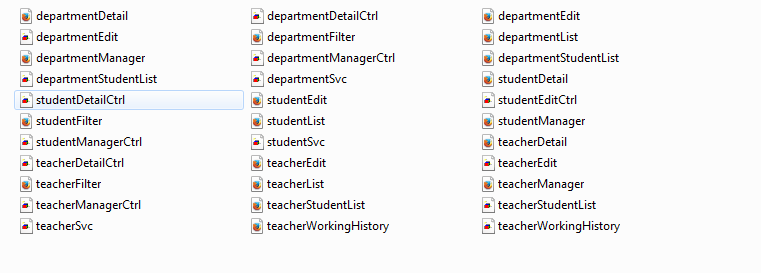 departmentDetail departmentDetailCtrl departmentEdit
departmentEdit departmentFilter departmentList
departmentManager departmentManagerCtrl departmentStudentList
departmentStudentList departmentSvc studentDetail
studentDetailCtrl studentEdit studentEditCtrl
studentFilter studentList studentManager
studentManagerCtrl studentSvc teacherDetail
teacherDetailCtrl teacherEdit teacherEdit
teacherFilter teacherList teacherManager
teacherManagerCtrl teacherStudentList teacherStudentList
teacherSvc teacherWorkingHistory teacherWorkingHistory